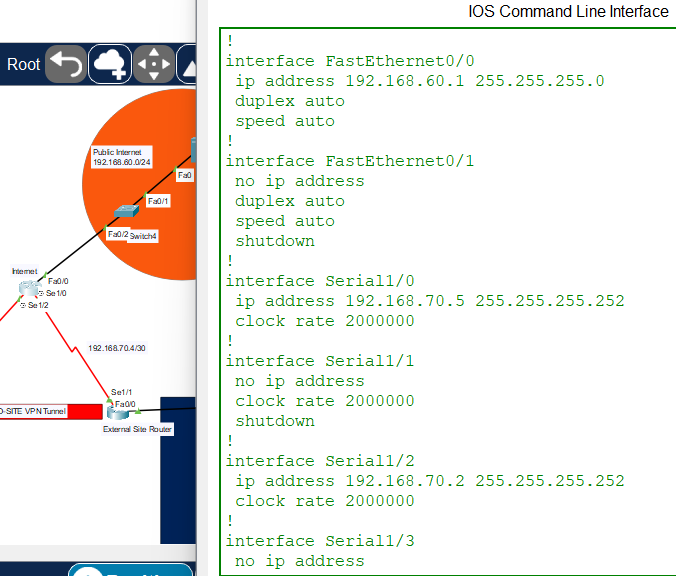 IOS Command Line Interface
Root
Public Internet
192.168.60.0/24
Fa0
Fa0/1
Fa0/2
Switch4
Internet
Fa0/0
Se1/0
Se1/2
192.168.70.4/30
Se1/1
Fa0/0
O-SITE VPN Tunnel
External Site Router
!
interface FastEthernet0/0
ip address 192.168.60.1 255.255.255.0
duplex auto
speed auto
!
interface FastEthernet0/1
no ip address
duplex auto
speed auto
shutdown
!
interface Serial1/0
ip address 192.168.70.5 255.255.255.252
clock rate 2000000
!
interface Serial1/1
no ip address
clock rate 2000000
shutdown
!
interface Serial1/2
ip address 192.168.70.2 255.255.255.252
clock rate 2000000
!
interface Serial1/3
no ip address